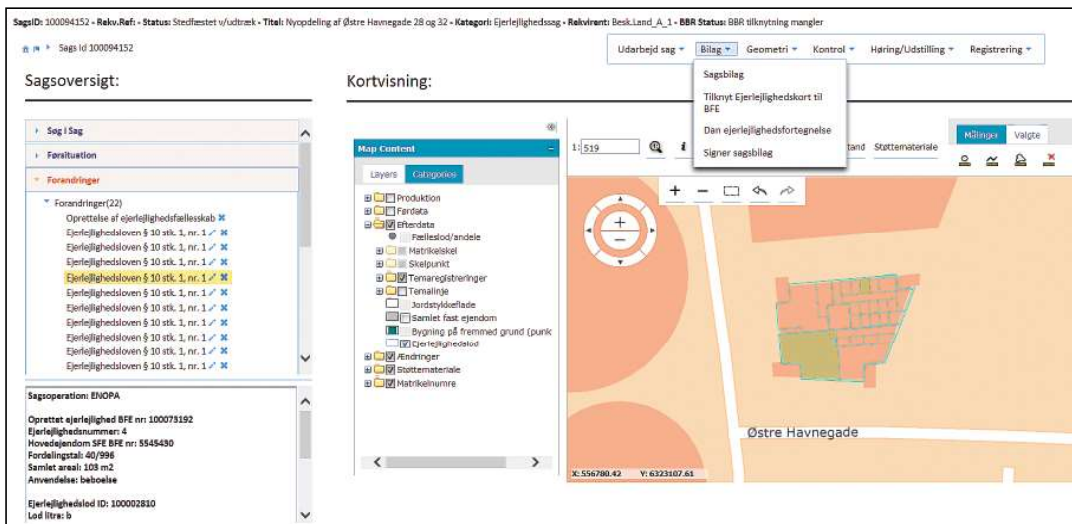 SagsID: 100094152 - Rekv.Ref: - Status: Stedfæstet v/udtræk - Titel: Nyopdeling af Østre Havnegade 28 og 32 - Kategori: Ejerlejlighedssag - Rekvirent: Besk.Land_A_1 - BBR Status: BBR tilknytning mangler
Sags Id 100094152
Udarbejd sag Bilag Geometri Kontrol Høring/Udstilling Registrering
Sagsbilag
Tilknyt Ejerlejlighedskort til
BFE
Dan ejerlejlighedsfortegnelse
Signer sagsbilag
Sagsoversigt:
Kortvisning:
Søg i Sag
Førsituation
Forandringer
Forandringer(22)
Oprettelse af ejerlejlighedsfællesskab
Ejerlejlighedsloven § 10 stk. 1, nr. 1
Ejerlejlighedsloven § 10 stk. 1, nr. 1
Ejerlejlighedsloven § 10 stk. 1, nr. 1
Ejerlejlighedsloven § 10 stk. 1, nr. 1
Ejerlejlighedsloven § 10 stk. 1, nr. 1
Ejerlejlighedsloven § 10 stk. 1, nr. 1
Ejerlejlighedsloven § 10 stk. 1, nr. 1
Ejerlejlighedsloven § 10 stk. 1, nr. 1
Ejerlejlighedsloven § 10 stk. 1, nr. 1
Ejerlejlighedsloven § 10 stk. 1, nr. 1
Sagsoperation: ENOPA
Oprettet ejerlejlighed BFE nr: 100073192
Ejerlejlighedsnummer: 4
Hovedejendom SFE BFE nr: 5545430
Fordelingstal: 40/996
Samlet areal: 103 m2
Anvendelse: beboelse
Ejerlejlighedslod ID: 100002810
Lod litra: b
Map Content
Layers Categories
Produktion
Førdata
Efterdata
Fælleslod/andele
Matrikelskel
Skelpunkt
Temaregistreringer
Temalinje
Jordstykkeflade
Samlet fast ejendom
Bygning på fremmed grund (punk
Ejerlejlighedslod
Ændringer
Støttemateriale
Matrikelnumre
1: 519
i
tand Støttemateriale
Målinger Valgte
Østre Havnegade
X: 556780.42 Y: 6323107.61